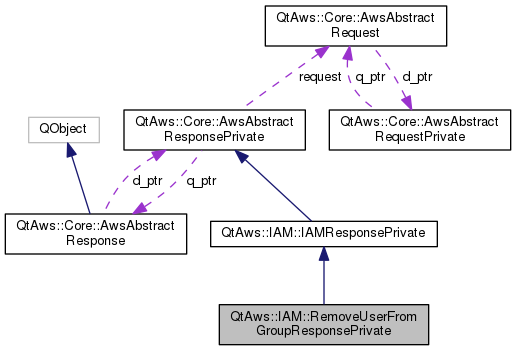 QtAws::Core::AwsAbstract
Request
request
q_ptr
d_ptr
QObject
QtAws::Core::AwsAbstract
ResponsePrivate
QtAws::Core::AwsAbstract
RequestPrivate
d_ptr
q_ptr
QtAws::Core::AwsAbstract
Response
QtAws::IAM::IAMResponsePrivate
QtAws::IAM::RemoveUserFrom
GroupResponsePrivate